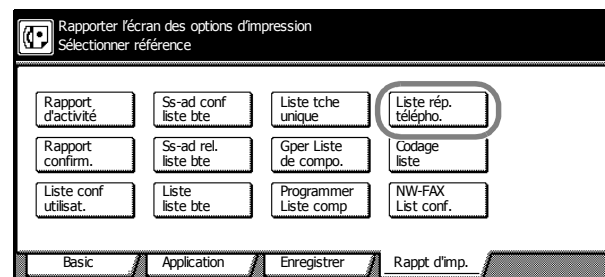 Rapporter l'écran des options d'impression
Sélectionner référence
Rapport
d'activité
Ss-ad conf
liste bte
Liste tche
unique
Liste rép.
télépho.
Rapport
confirm.
Ss-ad rel.
liste bte
Gper Liste
de compo.
Codage
liste
Liste conf
utilisat.
Liste
liste bte
Programmer
Liste comp
NW-FAX
List conf.
Basic
Application
Enregistrer
Rappt d'imp.